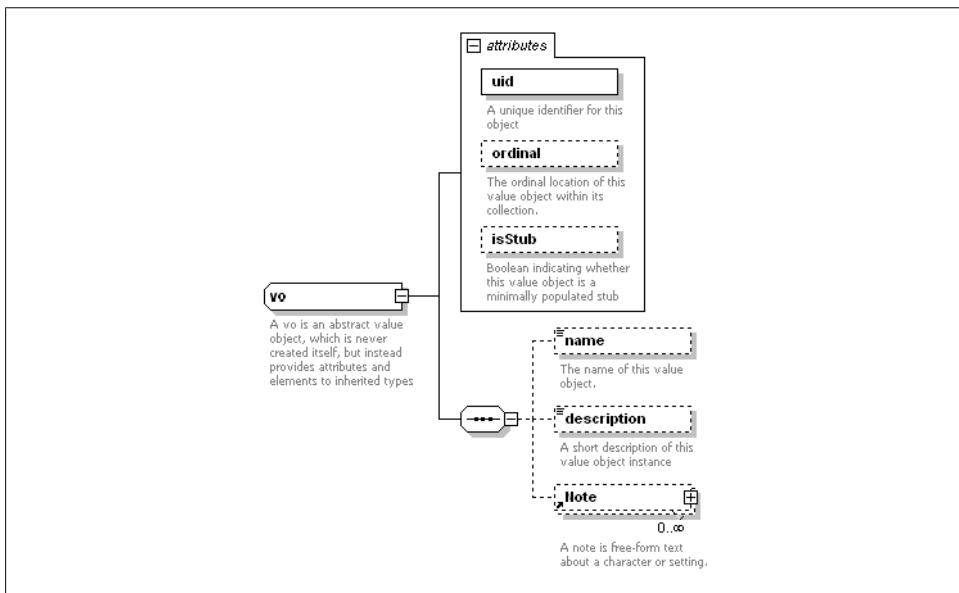 attributes
uid
A unique identifier for this
object
ordinal
The ordinal location of this
value object within its
collection.
isStub
Boolean indicating whether
this value object is a
minimally populated stub
vo
A vo is an abstract value
object, which is never
created itself, but instead
provides attributes and
elements to inherited types
name
The name of this value
object.
description
A short description of this
value object instance
Note
0..∞
A note is free-form text
about a character or setting.